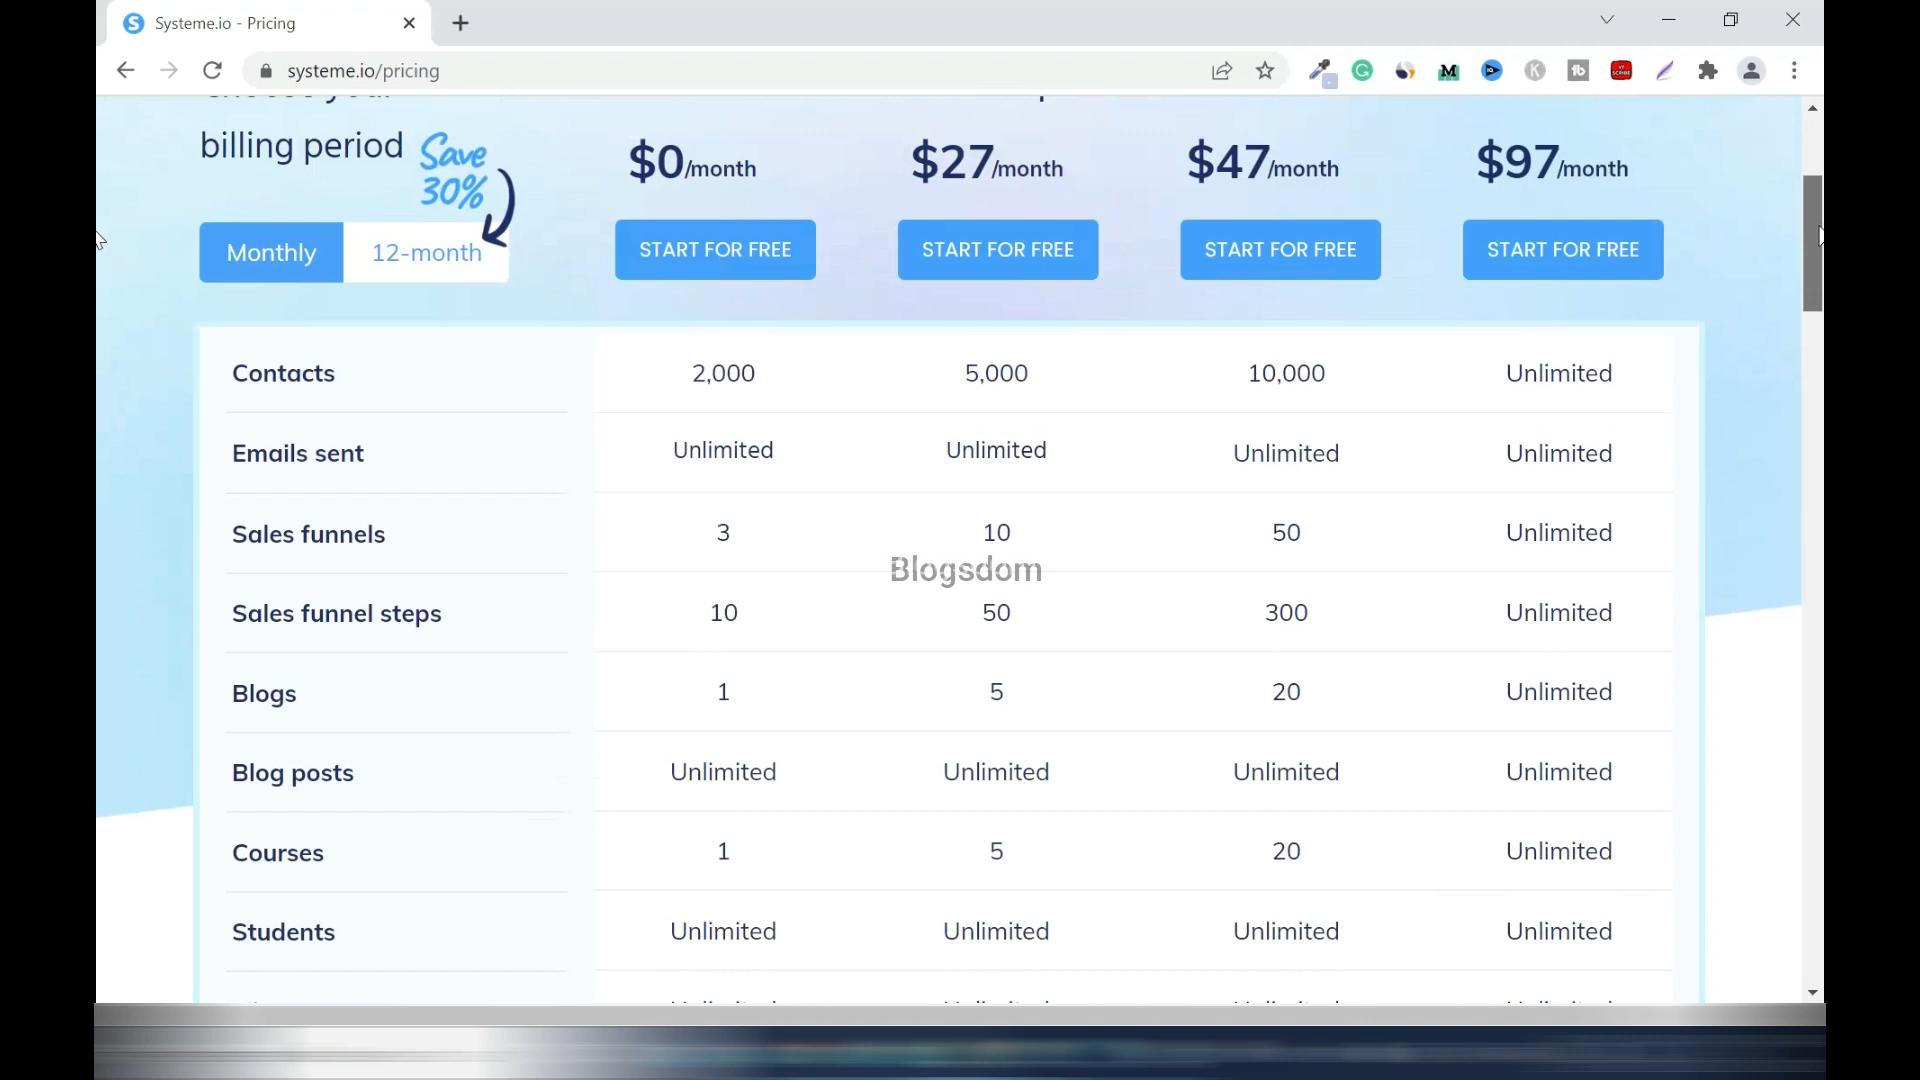 Systeme.io - Pricing
systeme.io/pricing
billing period
Save
30%
Monthly
12-month
$0/month
$27/month
$47/month
$97/month
START FOR FREE
START FOR FREE
START FOR FREE
START FOR FREE
Contacts 2,000 5,000 10,000 Unlimited
Emails sent Unlimited Unlimited Unlimited Unlimited
Sales funnels 3 10 50 Unlimited
Blogsdom
Sales funnel steps 10 50 300 Unlimited
Blogs 1 5 20 Unlimited
Blog posts Unlimited Unlimited Unlimited Unlimited
Courses 1 5 20 Unlimited
Students Unlimited Unlimited Unlimited Unlimited